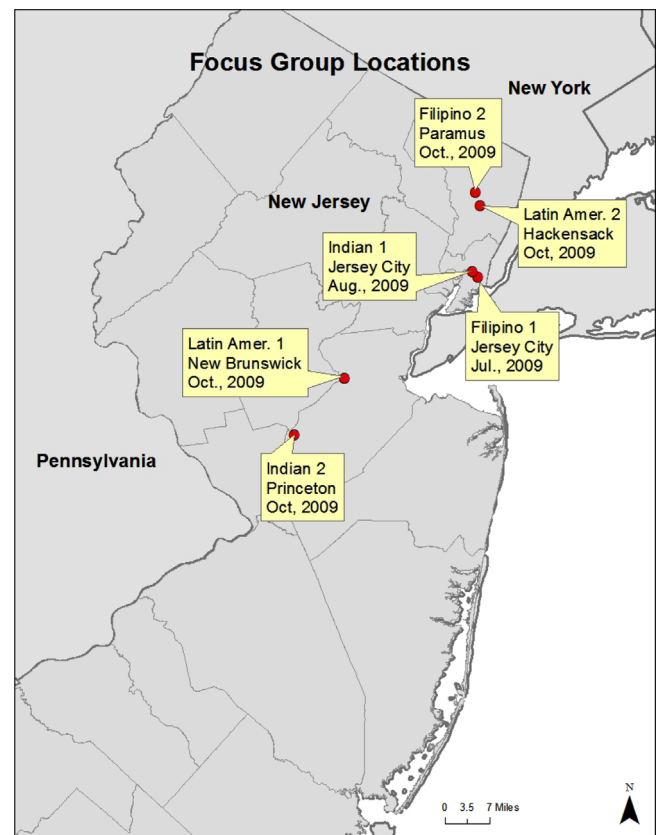 Focus Group Locations
New York
Filipino 2
Paramus
Oct., 2009
New Jersey
Latin Amer. 2
Hackensack
Oct, 2009
Indian 1
Jersey City
Aug., 2009
Filipino 1
Jersey City
Jul., 2009
Latin Amer. 1
New Brunswick
Oct., 2009
Pennsylvania
Indian 2
Princeton
Oct, 2009
N
0 3.5 7 Miles